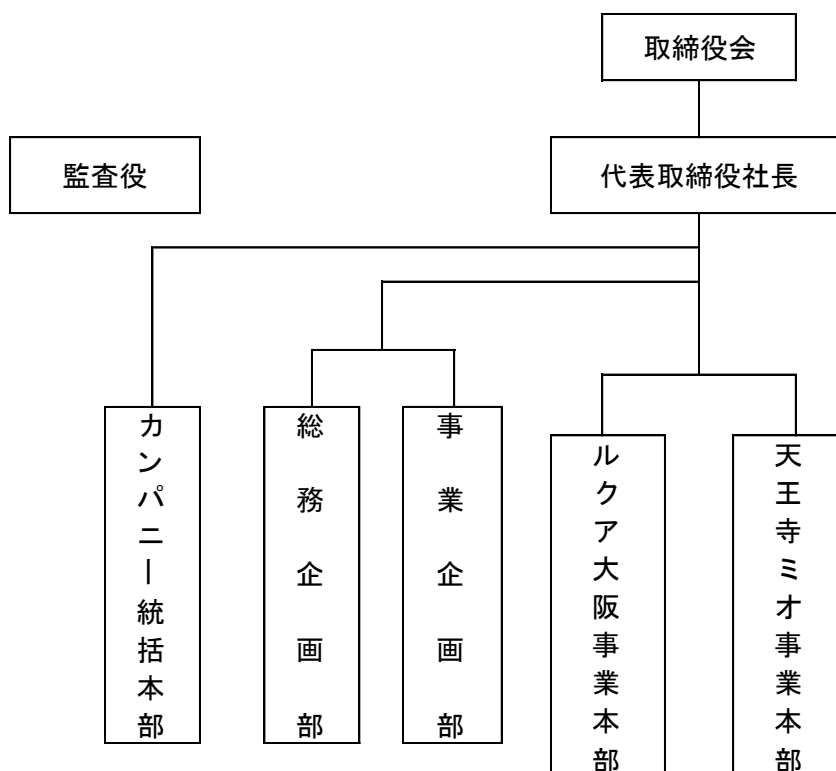 取締役会
監査役
代表取締役社長
カンパニー統括本部
総務企画部
事業企画部
ルクア大阪事業本部
天王寺ミオ事業本部